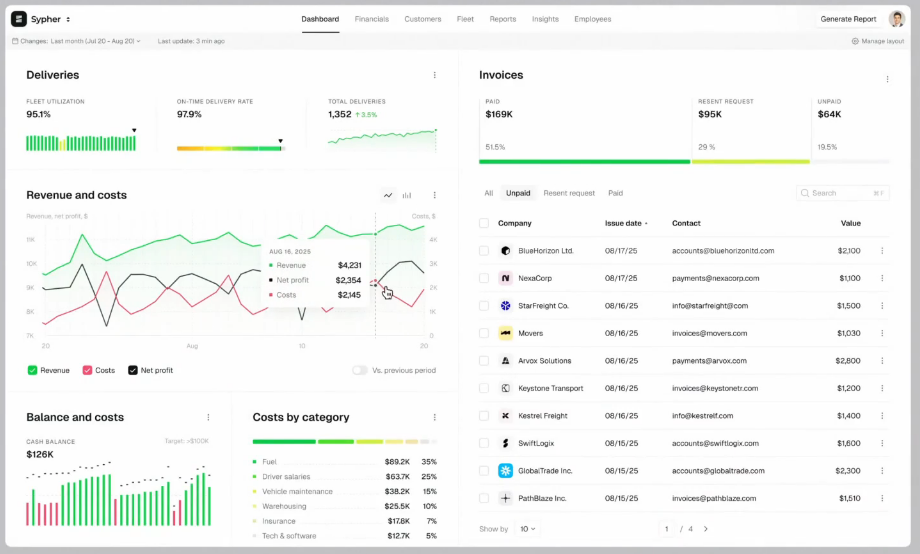 Sypher
Dashboard Financials Customers Fleet Reports Insights Employees
Generate Report
Changes: Last month (Jul 20 - Aug 20)
Last update: 3 min ago
Manage layout
Deliveries
FLEET UTILIZATION
95.1%
ON-TIME DELIVERY RATE
97.9%
TOTAL DELIVERIES
1,352 ↑ 3.5%
Revenue and costs
Revenue, net profit, $
Costs, $
11K
10K
9K
8K
7K
4K
3K
2K
1K
0
20 Aug 10 20
AUG 16, 2025
Revenue $4,231
Net profit $2,354
Costs $2,145
Revenue Costs Net profit
Vs. previous period
Balance and costs
CASH BALANCE
Target: >$100K
$126K
Costs by category
Fuel $89.2K 35%
Driver salaries $63.7K 25%
Vehicle maintenance $38.2K 15%
Warehousing $25.5K 10%
Insurance $17.8K 7%
Tech & software $12.7K 5%
Invoices
PAID
$169K
51.5%
RESENT REQUEST
$95K
29 %
UNPAID
$64K
19.5%
All Unpaid Resent request Paid
Search
Company Issue date Contact Value
BlueHorizon Ltd. 08/17/25 accounts@bluehorizonltd.com $2,100
NexaCorp 08/17/25 payments@nexacorp.com $1,100
StarFreight Co. 08/16/25 info@starfreight@com $1,500
Movers 08/16/25 invoices@movers.com $1,030
Arvox Solutions 08/16/25 payments@arvox.com $2,800
Keystone Transport 08/16/25 invoices@keystonetr.com $1,200
Kestrel Freight 08/16/25 info@kestrelf.com $1,400
SwiftLogix 08/15/25 accounts@swiftlogix.com $1,600
GlobalTrade Inc. 08/15/25 accounts@globaltrade.com $2,300
PathBlaze Inc. 08/15/25 invoices@pathblaze.com $1,510
Show by 10
1 / 4